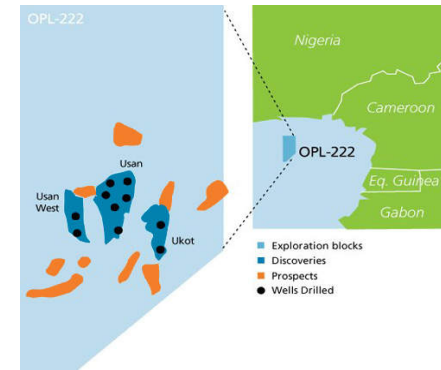 OPL-222
Usan
Usan
West
Ukot
Nigeria
Cameroon
OPL-222
Eq. Guinea
Gabon
Exploration blocks
Discoveries
Prospects
Wells Drilled